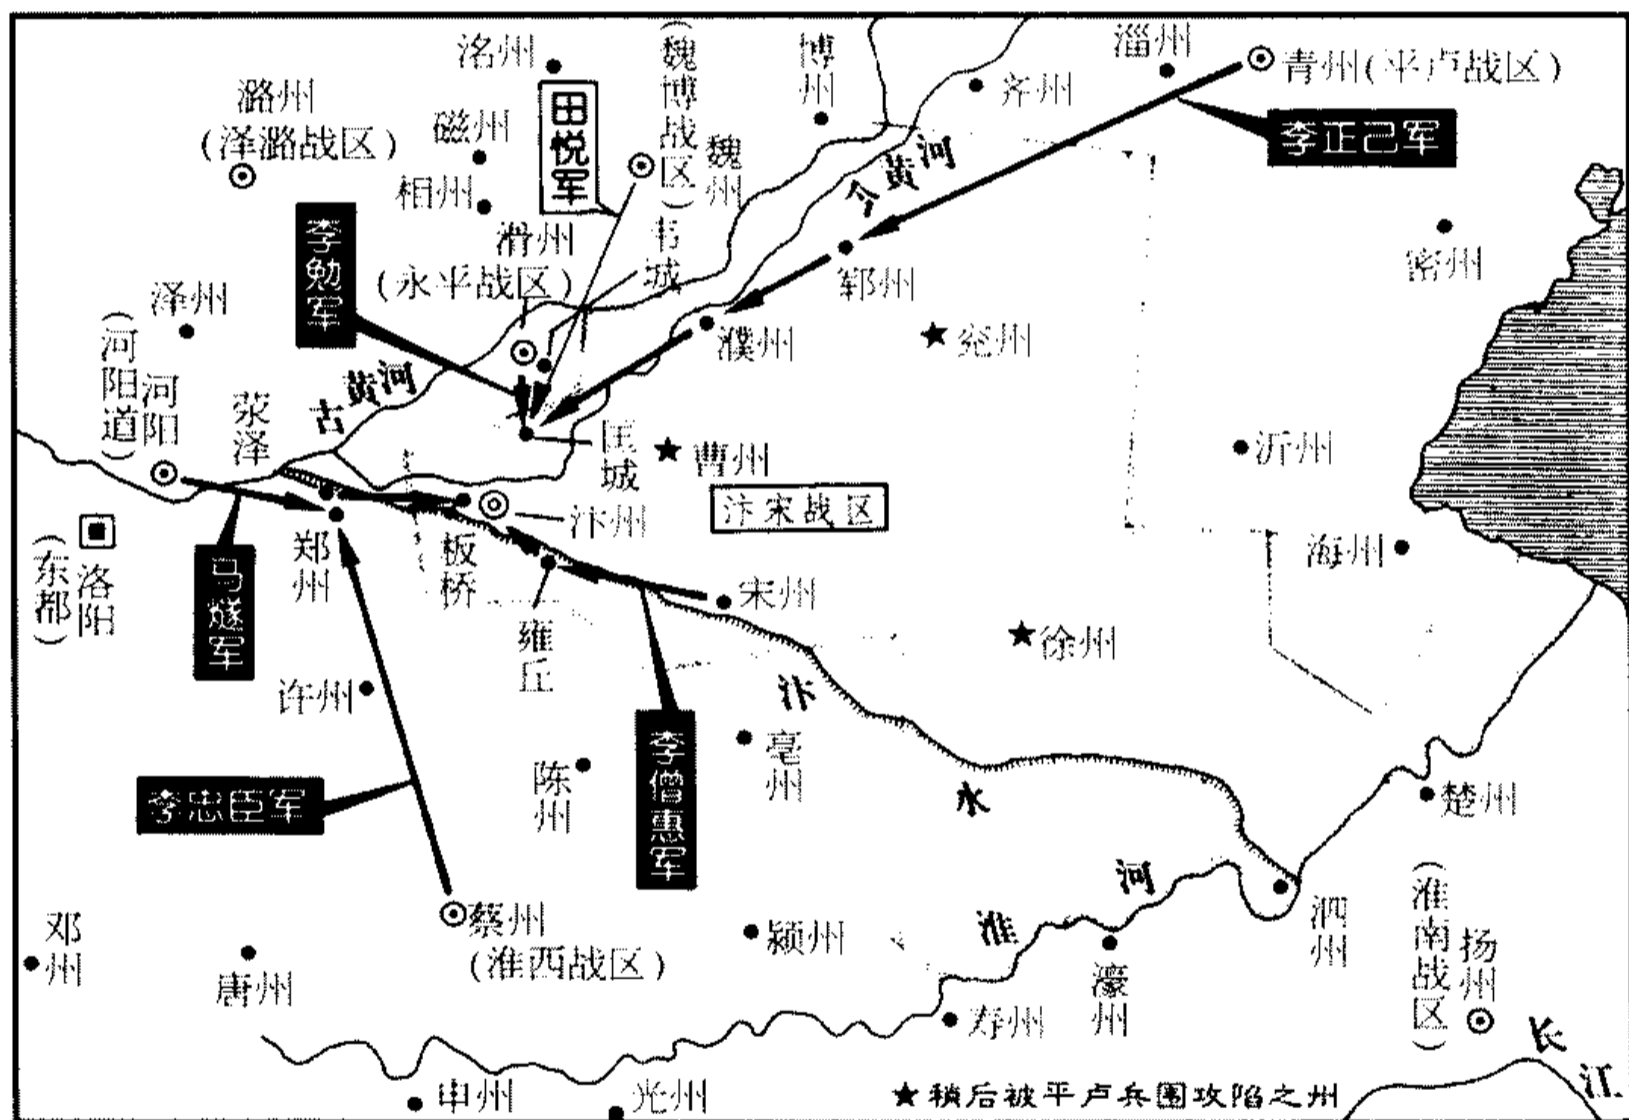 洺州
(魏博战区)
魏州
博州
淄州
青州(平卢战区)
齐州
潞州
(泽潞战区)
磁州
田悦军
李正己军
相州
今黄河
李勉军
滑州
(永平战区)
韦城
郓州
密州
泽州
濮州
兖州
(河阳道)
河阳
荥泽
古黄河
匡城
曹州
沂州
汴宋战区
汴州
洛阳
(东都)
马燧军
郑州
板桥
雍丘
宋州
海州
徐州
许州
汴水
李忠臣军
陈州
李僧惠军
亳州
楚州
蔡州
(淮西战区)
颍州
淮河
泗州
(淮南战区)
扬州
邓州
唐州
寿州
濠州
长江
申州
光州
★稍后被平卢兵团攻陷之州